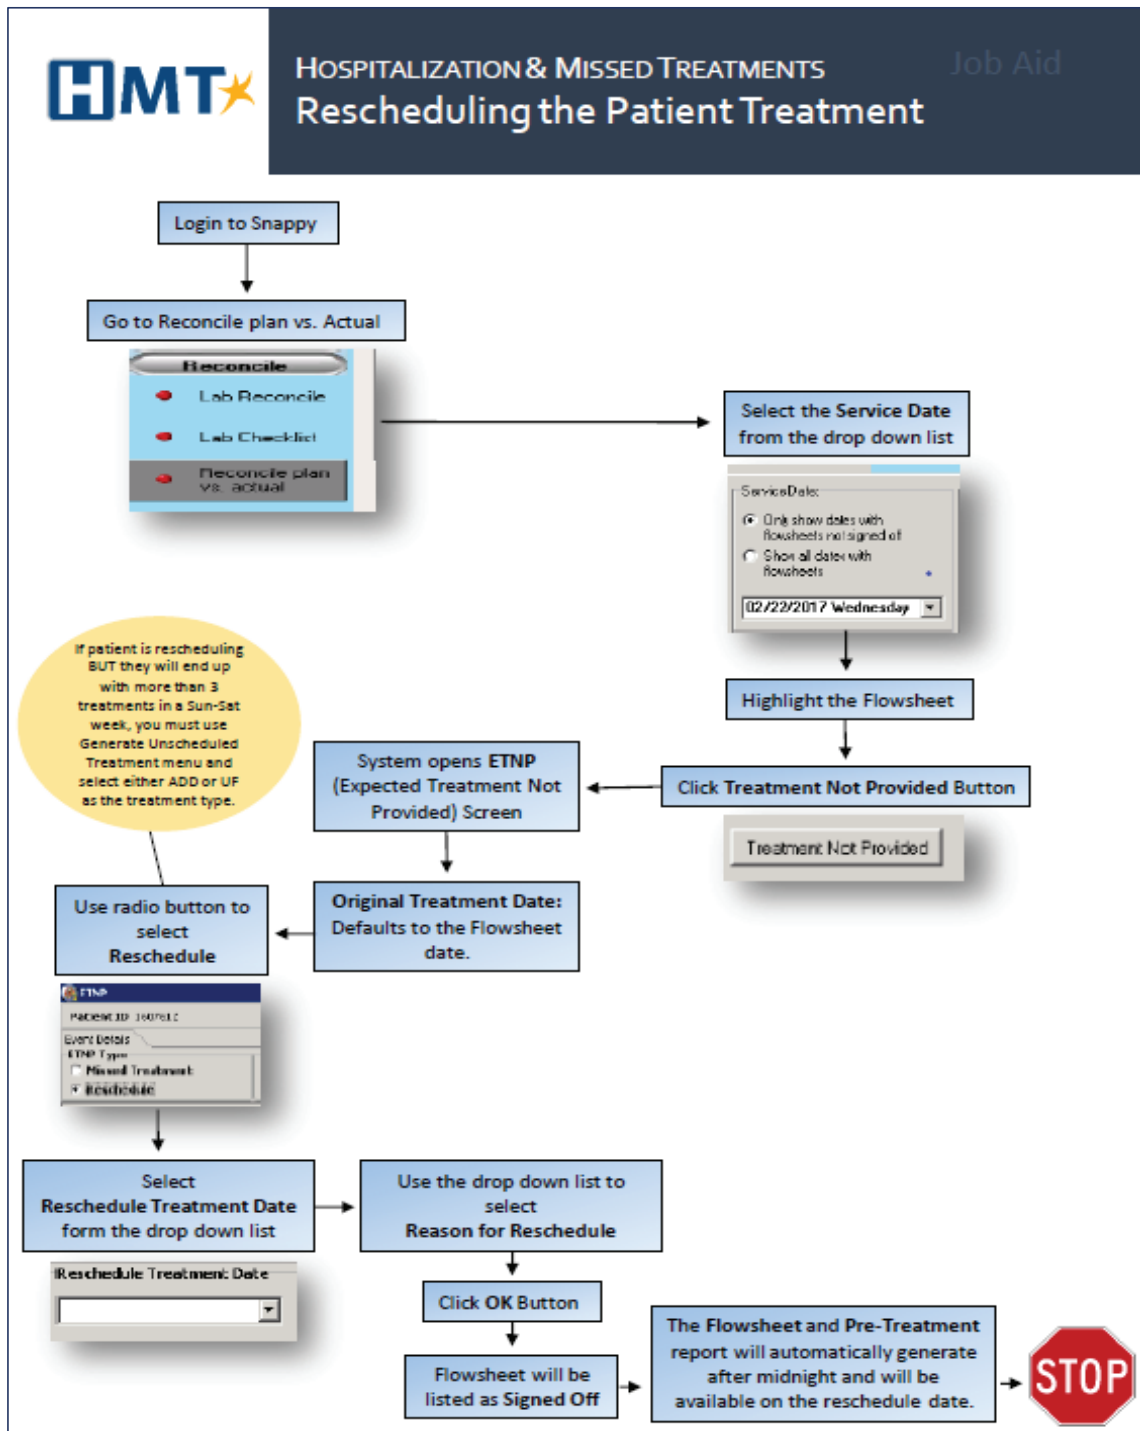 HMT
HOSPITALIZATION & MISSED TREATMENTS
Job Aid
Rescheduling the Patient Treatment
Login to Snappy
Go to Reconcile plan vs. Actual
Reconcile
Lab Reconcile
Lab Checklist
Reconcile plan
vs. actual
Select the Service Date
from the drop down list
ServiceDate:
Only show dates with
flowsheets not signed off
Show all dates with
flowsheets
02/22/2017 Wednesday
Highlight the Flowsheet
Click Treatment Not Provided Button
Treatment Not Provided
System opens ETNP
(Expected Treatment Not
Provided) Screen
Original Treatment Date:
Defaults to the Flowsheet
date.
If patient is rescheduling
BUT they will end up
with more than 3
treatments in a Sun-Sat
week, you must use
Generate Unscheduled
Treatment menu and
select either ADD or UF
as the treatment type.
Use radio button to
select
Reschedule
ETNP
Patient ID 1607612
Event Details
ETNP Type
Missed Treatment
Reschedule
Select
Reschedule Treatment Date
form the drop down list
Reschedule Treatment Date
Use the drop down list to
select
Reason for Reschedule
Click OK Button
Flowsheet will be
listed as Signed Off
The Flowsheet and Pre-Treatment
report will automatically generate
after midnight and will be
available on the reschedule date.
STOP